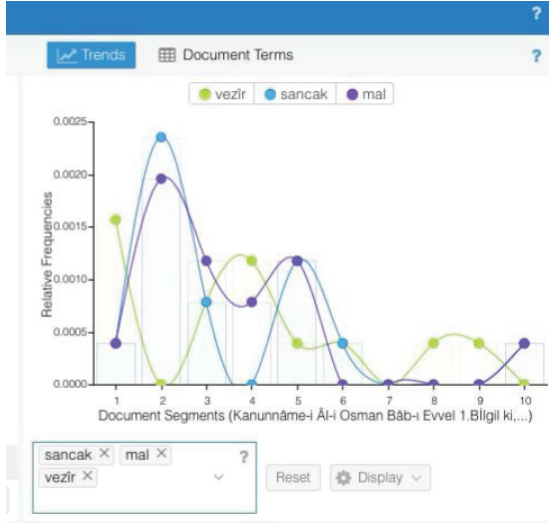 ?
Trends Document Terms ?
vezîr sancak mal
0.0025
0.0020
0.0015
0.0010
0.0005
0.0000
Relative Frequencies
1 2 3 4 5 6 7 8 9 10
Document Segments (Kanunnâme-i Âl-i Osman Bâb-ı Evvel 1.Bİlgil ki,...)
sancak × mal × ?
vezîr × Reset Display